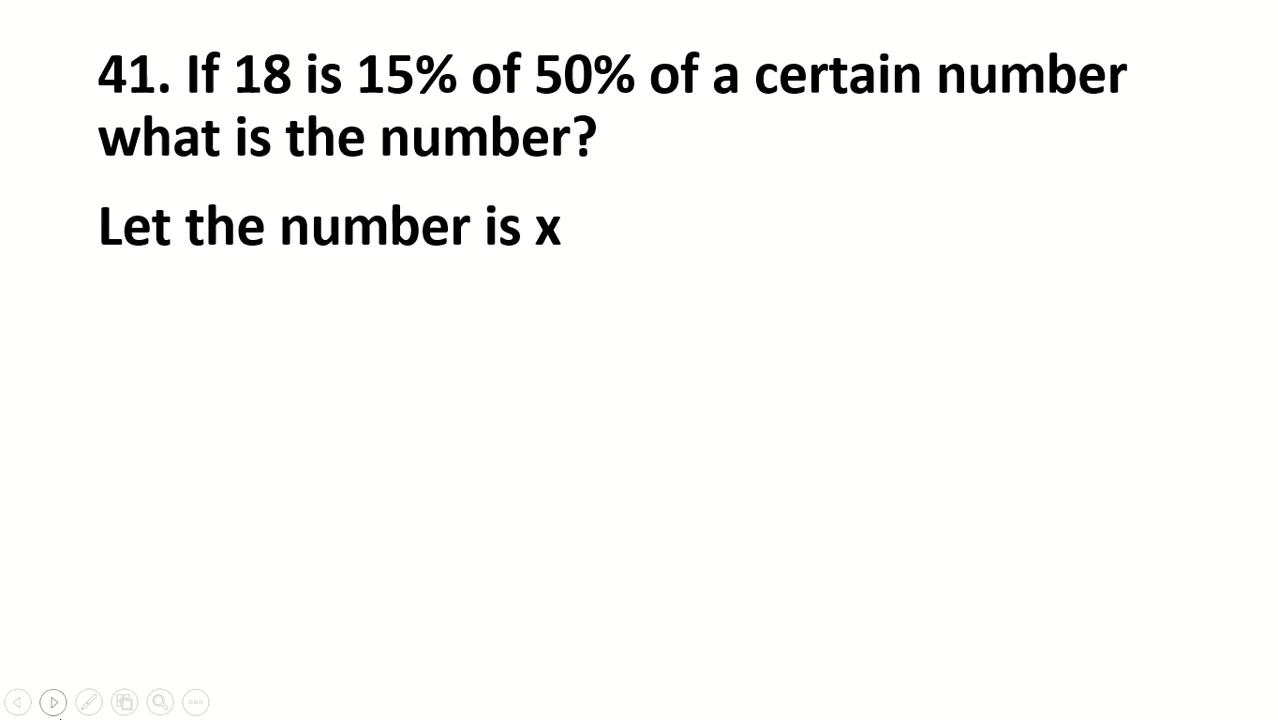 41. If 18 is 15% of 50% of a certain number
what is the number?
Let the number is x